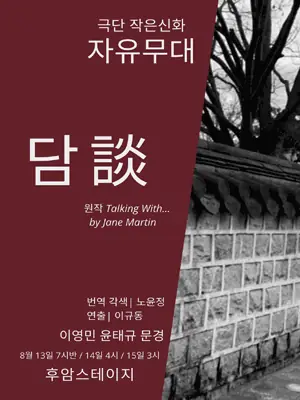 극단 작은신화
자유무대
담 談
원작 Talking With...
by Jane Martin
번역 각색| 노윤정
연출| 이규동
이영민 윤태규 문경
8월 13일 7시반 / 14일 4시 / 15일 3시
후암스테이지